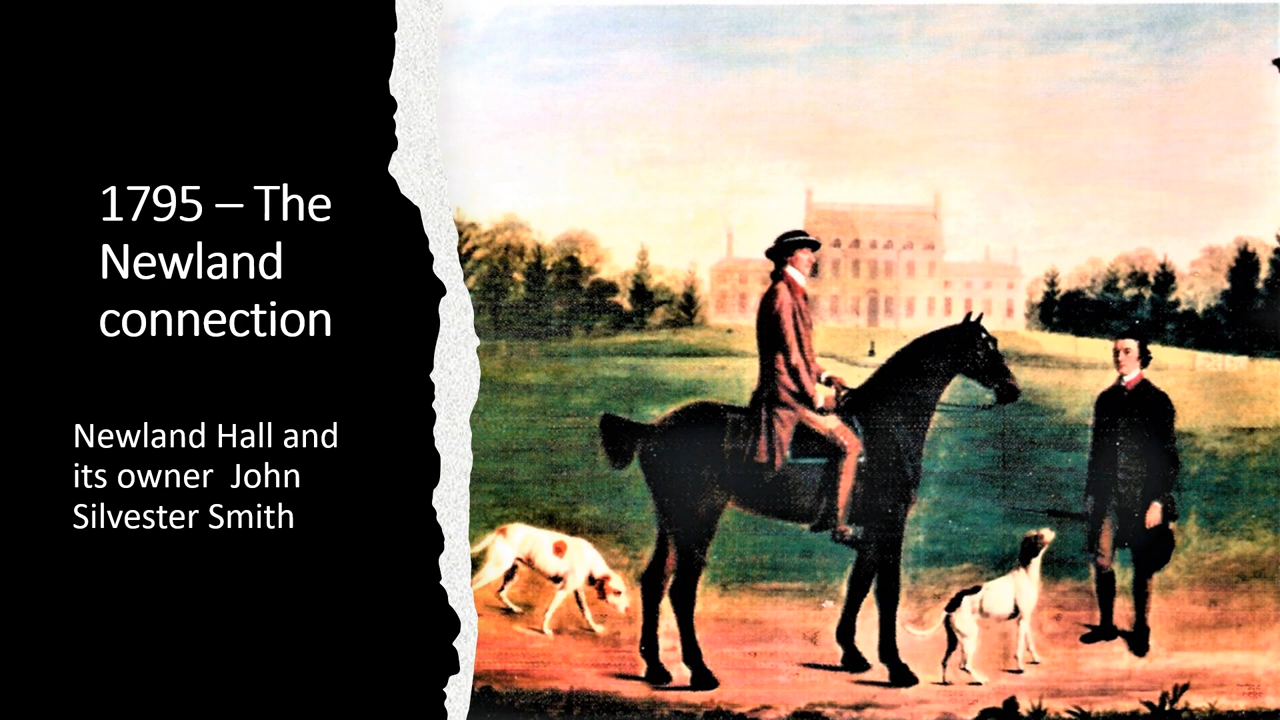 1795 – The
Newland
connection
Newland Hall and
its owner  John
Silvester Smith